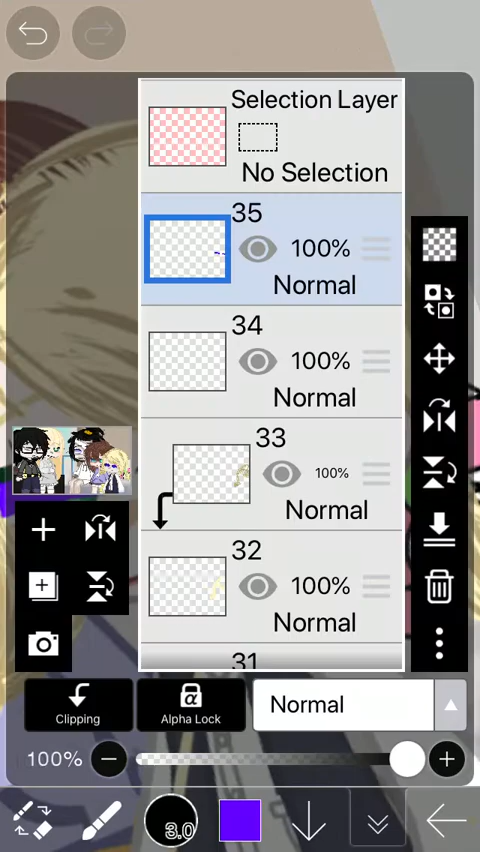 Selection Layer
No Selection
35
100%
Normal
34
100%
Normal
33
100%
Normal
32
100%
Normal
31
Clipping
Alpha Lock
Normal
100%
3.0